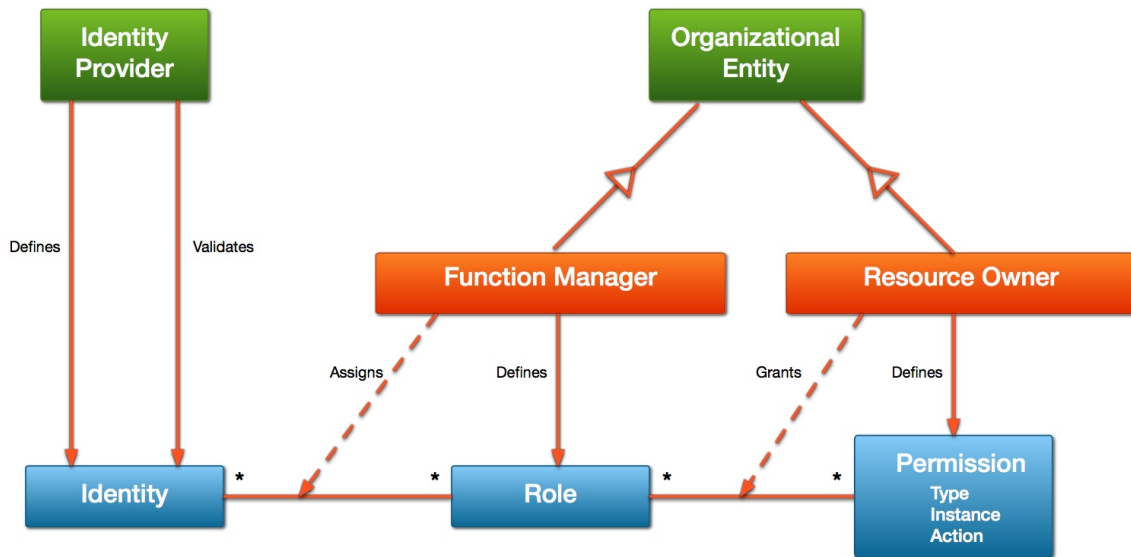 Identity
Provider
Organizational
Entity
Defines
Validates
Function Manager
Resource Owner
Assigns
Defines
Grants
Defines
Identity
*
*
Role
*
*
Permission
Type
Instance
Action